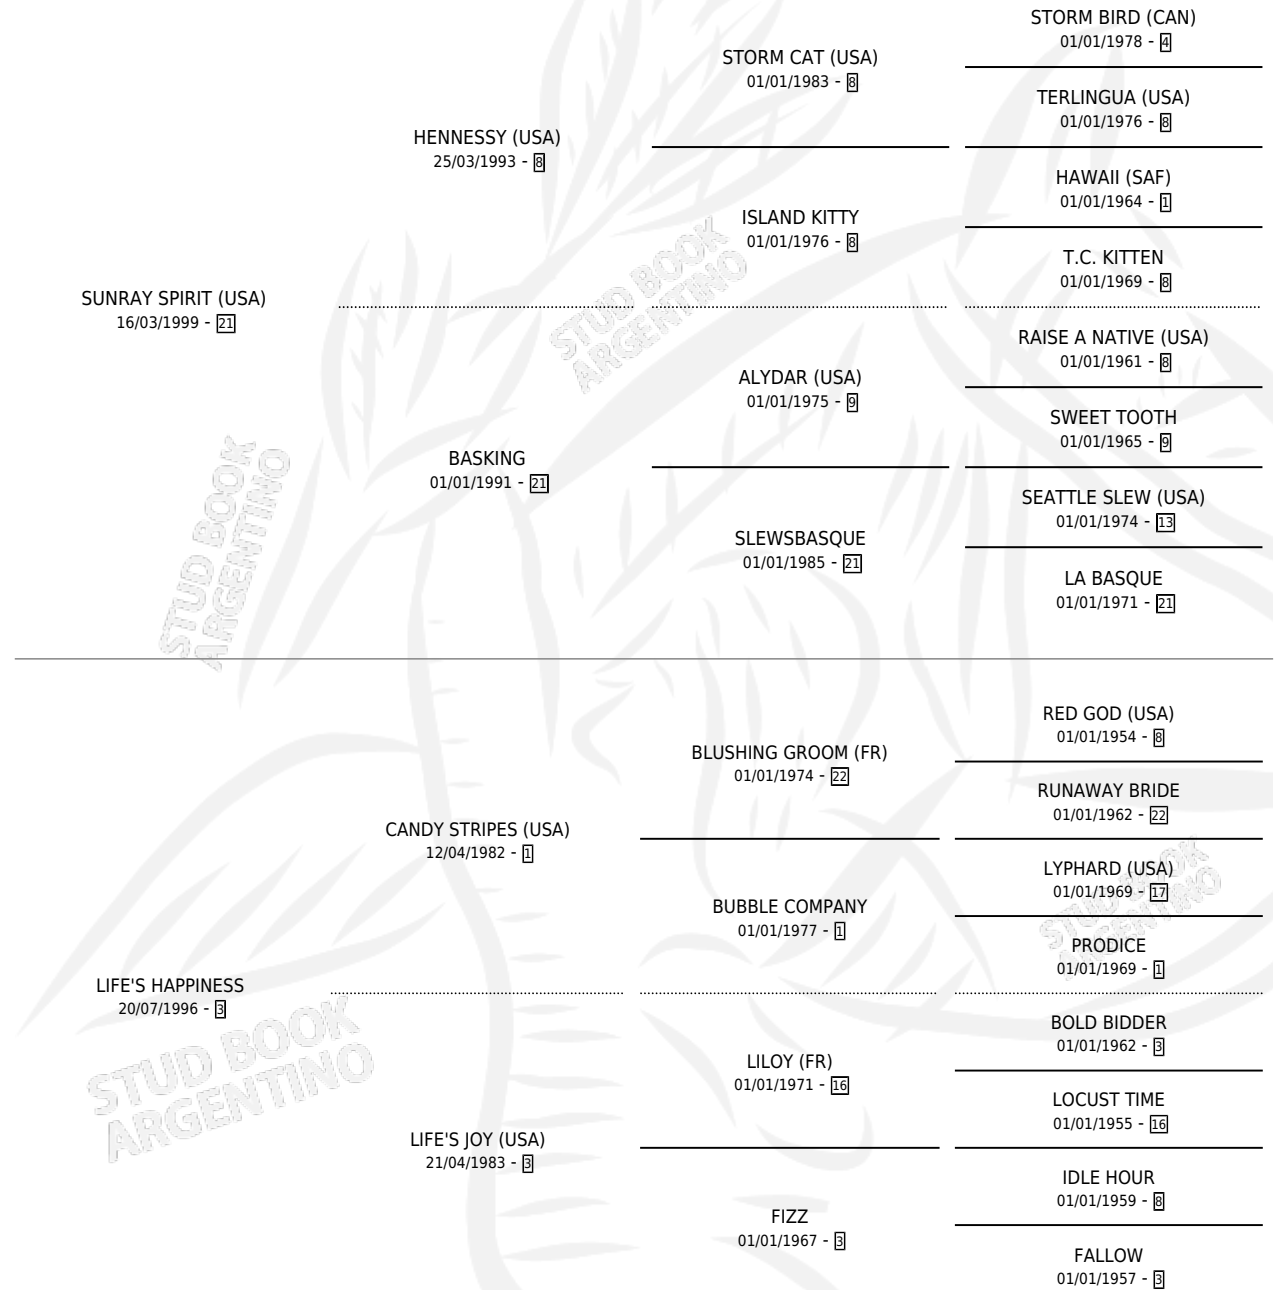 STORM BIRD (CAN)
01/01/1978 - 4
STORM CAT (USA)
01/01/1983 - 8
TERLINGUA (USA)
01/01/1976 - 8
HENNESSY (USA)
25/03/1993 - 8
HAWAII (SAF)
01/01/1964 - 1
ISLAND KITTY
01/01/1976 - 8
T.C. KITTEN
01/01/1969 - 8
SUNRAY SPIRIT (USA)
16/03/1999 - 21
RAISE A NATIVE (USA)
01/01/1961 - 8
ALYDAR (USA)
01/01/1975 - 9
SWEET TOOTH
01/01/1965 - 9
BASKING
01/01/1991 - 21
SEATTLE SLEW (USA)
01/01/1974 - 13
SLEWSBASQUE
01/01/1985 - 21
LA BASQUE
01/01/1971 - 21
RED GOD (USA)
01/01/1954 - 8
BLUSHING GROOM (FR)
01/01/1974 - 22
RUNAWAY BRIDE
01/01/1962 - 22
CANDY STRIPES (USA)
12/04/1982 - 1
LYPHARD (USA)
01/01/1969 - 17
BUBBLE COMPANY
01/01/1977 - 1
PRODICE
01/01/1969 - 1
LIFE'S HAPPINESS
20/07/1996 - 3
BOLD BIDDER
01/01/1962 - 3
LILOY (FR)
01/01/1971 - 16
LOCUST TIME
01/01/1955 - 16
LIFE'S JOY (USA)
21/04/1983 - 3
IDLE HOUR
01/01/1959 - 8
FIZZ
01/01/1967 - 3
FALLOW
01/01/1957 - 3
STUD BOOK
ARGENTINO
STUD BOOK
ARGENTINO
STUD BOOK
ARGENTINO
STUD BOOK
ARGENTINO